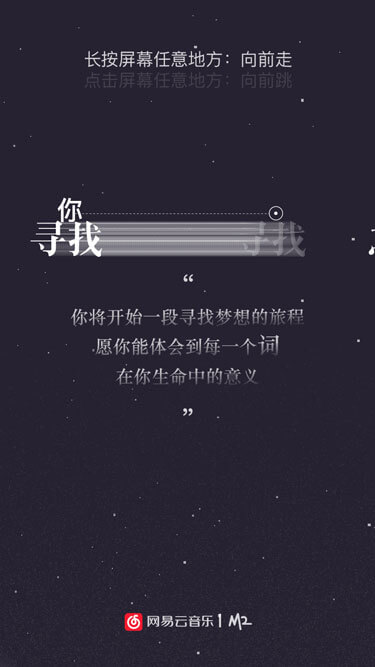 长按屏幕任意地方：向前走
点击屏幕任意地方：向前跳
你
寻找 寻找
“
你将开始一段寻找梦想的旅程
愿你能体会到每一个词
在你生命中的意义
”
网易云音乐 M2